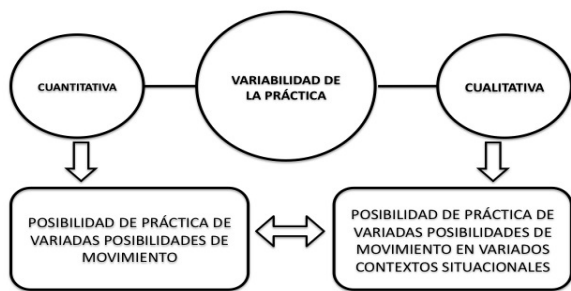 CUANTITATIVA
VARIABILIDAD DE
LA PRÁCTICA
CUALITATIVA
POSIBILIDAD DE PRÁCTICA DE
VARIADAS POSIBILIDADES DE
MOVIMIENTO
POSIBILIDAD DE PRÁCTICA DE
VARIADAS POSIBILIDADES DE
MOVIMIENTO EN VARIADOS
CONTEXTOS SITUACIONALES